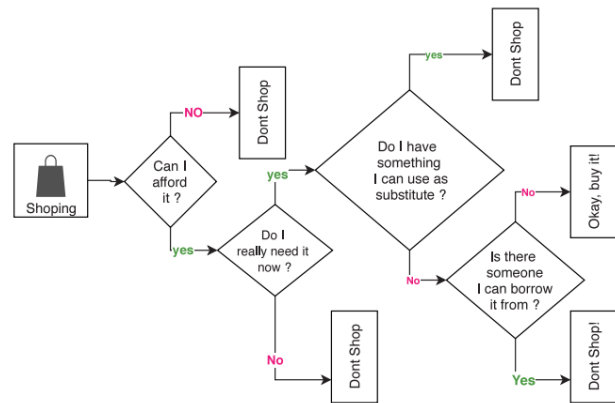 Shoping
Can I
afford
it ?
NO
Dont Shop
yes
Do I
really need it
now ?
No
Dont Shop
yes
Do I have
something
I can use as
substitute ?
yes
Dont Shop
No
Is there
someone
I can borrow
it from ?
No
Okay, buy it!
Yes
Dont Shop!